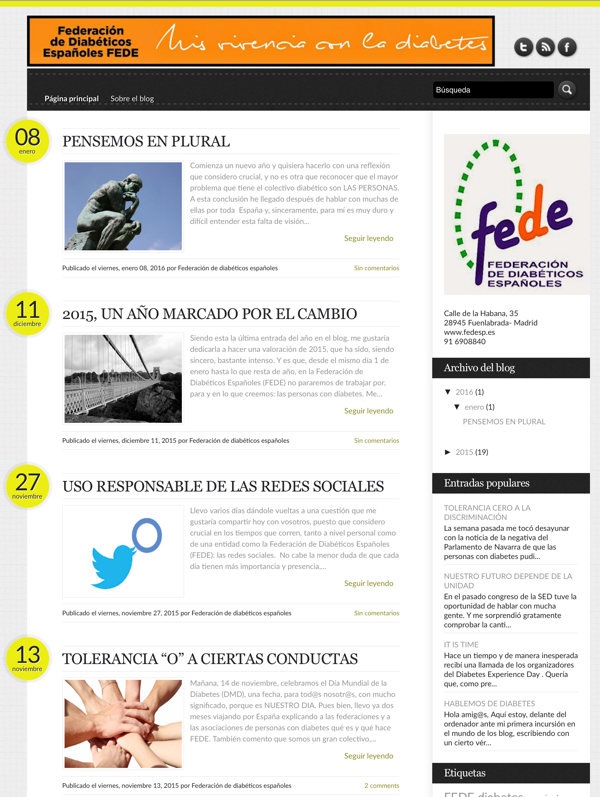 Federación
de Diabéticos
Españoles FEDE
Mis vivencia con la diabetes
Página principal
Sobre el blog
Búsqueda
08
enero
PENSEMOS EN PLURAL
Comienza un nuevo año y quisiera hacerlo con una reflexión
que considero crucial, y no es otra que reconocer que el mayor
problema que tiene el colectivo diabético son LAS PERSONAS.
A esta conclusión he llegado después de hablar con muchas de
ellas por toda España y, sinceramente, para mí es muy duro y
difícil entender esta falta de visión...
Seguir leyendo
Publicado el viernes, enero 08, 2016 por Federación de diabéticos españoles
Sin comentarios
11
diciembre
2015, UN AÑO MARCADO POR EL CAMBIO
Siendo esta la última entrada del año en el blog, me gustaría
dedicarla a hacer una valoración de 2015, que ha sido, siendo
sincero, bastante intenso. Y es que, desde el mismo día 1 de
enero hasta lo que resta de año, en la Federación de
Diabéticos Españoles (FEDE) no pararemos de trabajar por,
para y en lo que creemos: las personas con diabetes. Me...
Seguir leyendo
Publicado el viernes, diciembre 11, 2015 por Federación de diabéticos españoles
Sin comentarios
27
noviembre
USO RESPONSABLE DE LAS REDES SOCIALES
Llevo varios días dándole vueltas a una cuestión que me
gustaría compartir hoy con vosotros, puesto que considero
crucial en los tiempos que corren, tanto a nivel personal como
de una entidad como la Federación de Diabéticos Españoles
(FEDE): las redes sociales. No cabe la menor duda de que cada
día tienen más importancia y presencia,...
Seguir leyendo
Publicado el viernes, noviembre 27, 2015 por Federación de diabéticos españoles
Sin comentarios
13
noviembre
TOLERANCIA “O” A CIERTAS CONDUCTAS
Mañana, 14 de noviembre, celebramos el Día Mundial de la
Diabetes (DMD), una fecha, para tod@s nosotr@s, con mucho
significado, porque es NUESTRO DIA. Pues bien, llevo ya dos
meses viajando por España explicando a las federaciones y a
las asociaciones de personas con diabetes qué es y qué hace
FEDE. También comento que somos un gran colectivo,...
Seguir leyendo
Publicado el viernes, noviembre 13, 2015 por Federación de diabéticos españoles
2 comments
fede
FEDERACIÓN
DE DIABÉTICOS
ESPAÑOLES
Calle de la Habana, 35
28945 Fuenlabrada- Madrid
www.fedesp.es
91 6908840
Archivo del blog
▼ 2016 (1)
▼ enero (1)
PENSEMOS EN PLURAL
► 2015 (19)
Entradas populares
TOLERANCIA CERO A LA
DISCRIMINACIÓN
La semana pasada me tocó desayunar
con la noticia de la negativa del
Parlamento de Navarra de que las
personas con diabetes pudi...
NUESTRO FUTURO DEPENDE DE LA
UNIDAD
En el pasado congreso de la SED tuve la
oportunidad de hablar con mucha
gente. Y me sorprendió gratamente
comprobar la canti...
IT IS TIME
Hace un tiempo y de manera inesperada
recibí una llamada de los organizadores
del Diabetes Experience Day . Quería
que, como pre...
HABLEMOS DE DIABETES
Hola amig@s, Aquí estoy, delante del
ordenador ante mi primera incursión en
el mundo de los blog, escribiendo con
un cierto vér...
Etiquetas
FEDE diabetes